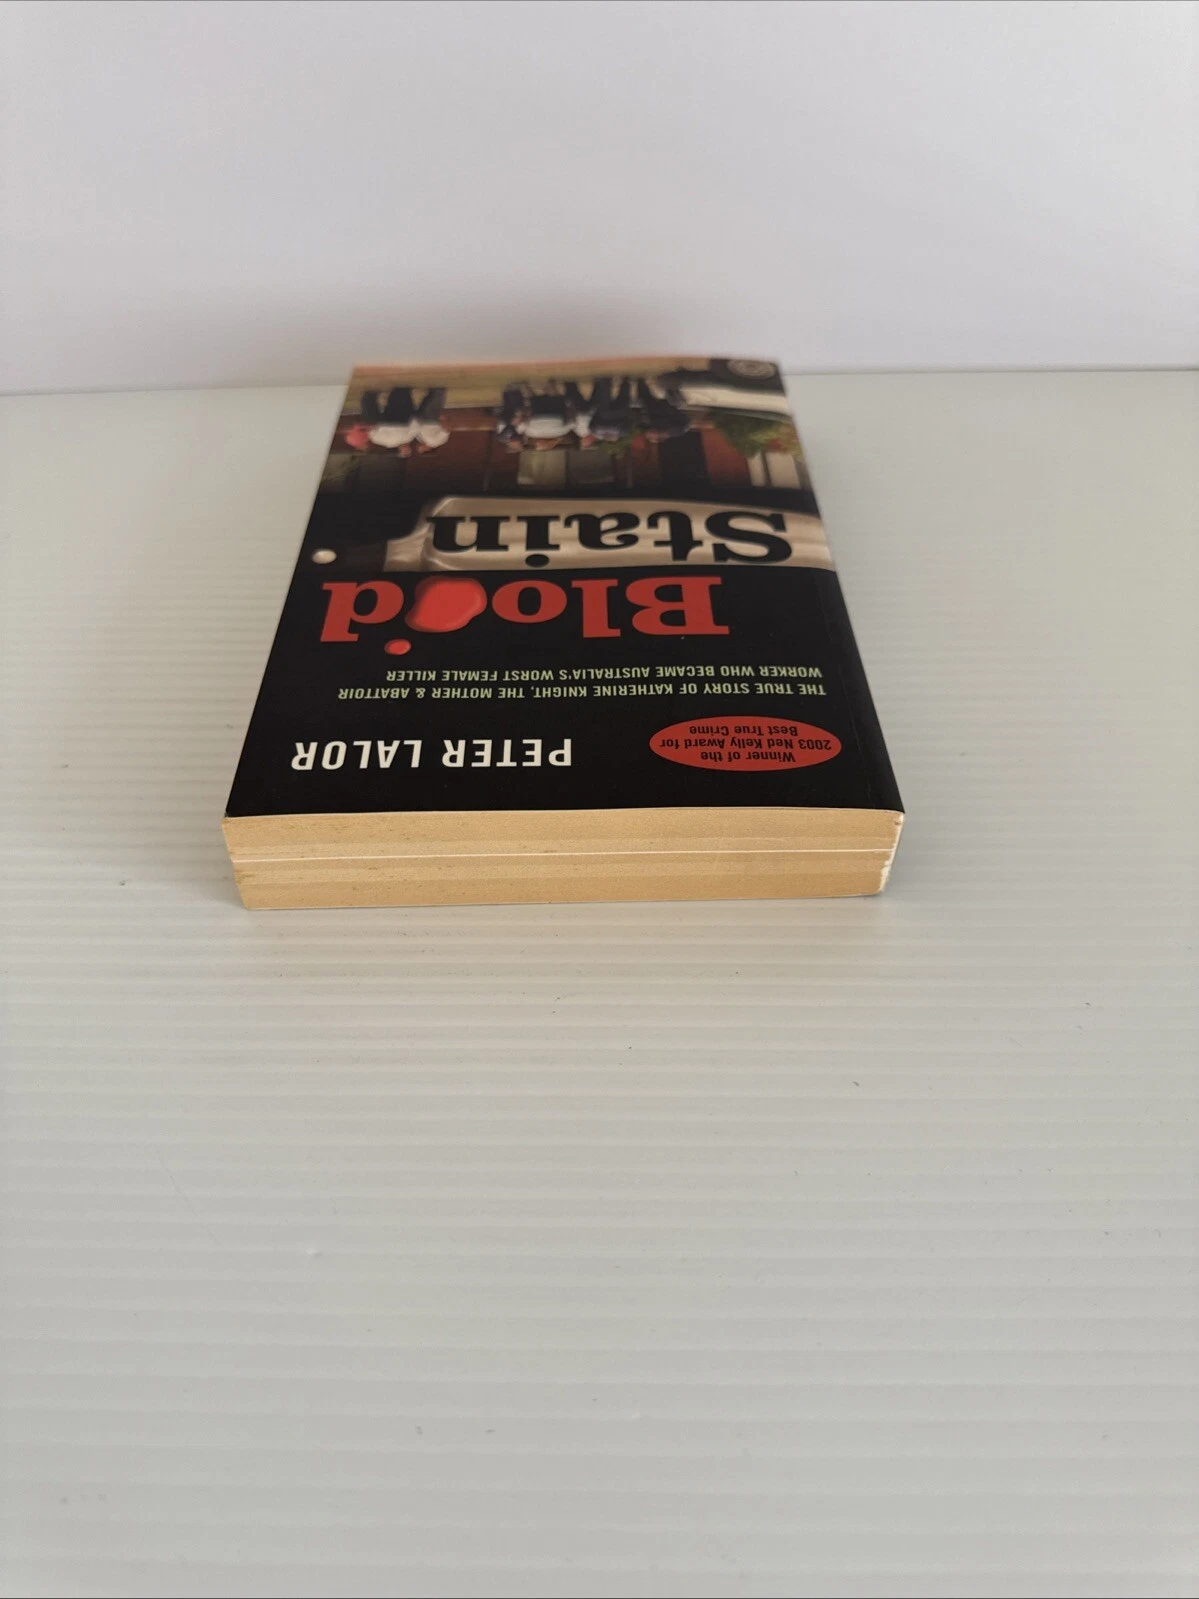 Winner of the
2003 Ned Kelly Award for
Best True Crime
PETER LALOR
THE TRUE STORY OF KATHERINE KNIGHT, THE MOTHER & ABATTOIR
WORKER WHO BECAME AUSTRALIA'S WORST FEMALE KILLER
Blood
Stain